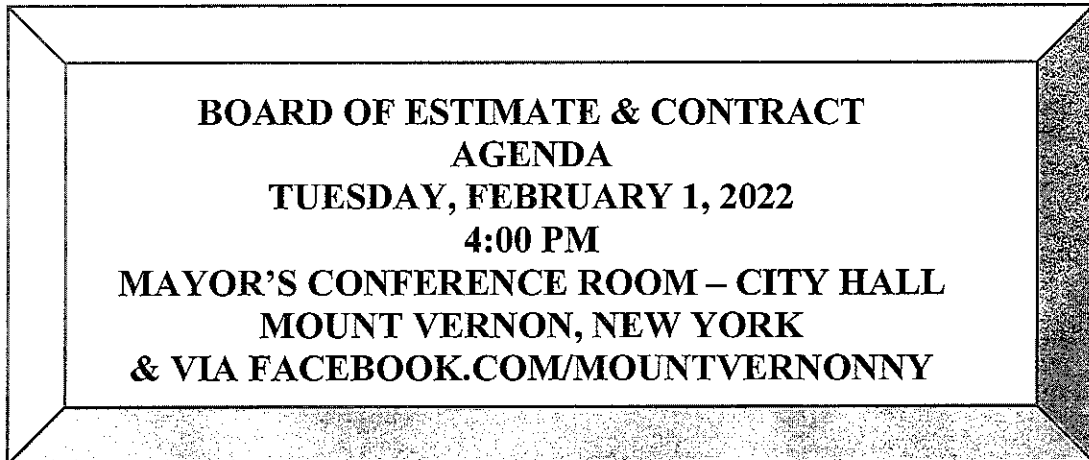 BOARD OF ESTIMATE & CONTRACT
AGENDA
TUESDAY, FEBRUARY 1, 2022
4:00 PM
MAYOR'S CONFERENCE ROOM – CITY HALL
MOUNT VERNON, NEW YORK
& VIA FACEBOOK.COM/MOUNTVERNONNY